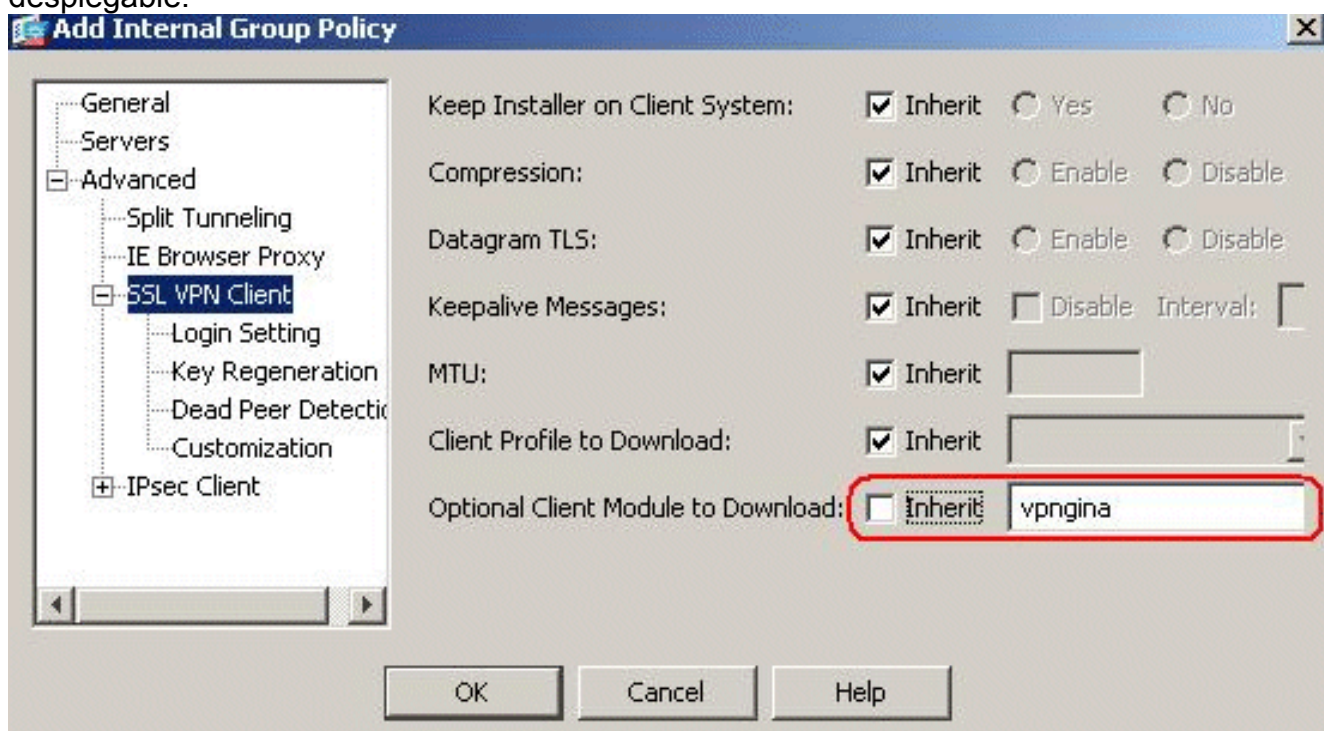 desplegable.
Add Internal Group Policy
General
Servers
Advanced
Split Tunneling
IE Browser Proxy
SSL VPN Client
Login Setting
Key Regeneration
Dead Peer Detectio
Customization
IPsec Client
Keep Installer on Client System: Inherit Yes No
Compression: Inherit Enable Disable
Datagram TLS: Inherit Enable Disable
Keepalive Messages: Inherit Disable Interval:
MTU: Inherit
Client Profile to Download: Inherit
Optional Client Module to Download: Inherit vpngina
OK Cancel Help